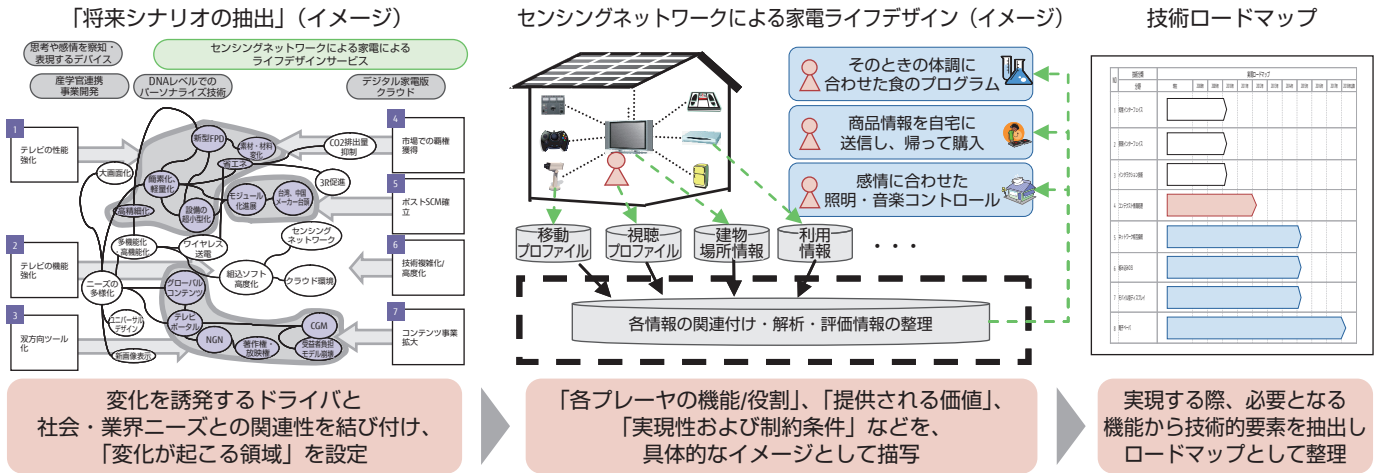 「将来シナリオの抽出」（イメージ）
思考や感情を察知・
表現するデバイス
センシングネットワークによる家電による
ライフデザインサービス
産学官連携
事業開発
DNAレベルでの
パーソナライズ技術
デジタル家電版
クラウド
1
テレビの性能
強化
2
テレビの機能
強化
3
双方向ツール
化
4
市場での覇権
獲得
5
ポストSCM確
立
6
技術複雑化/
高度化
7
コンテンツ事業
拡大
新型FPD
素材・材料
変化
CO2排出量
抑制
省エネ
大画面化
簡素化、
軽量化
3R促進
モジュール
化進展
台湾、中国
メーカー台頭
高精細化
設備の
超小型化
多機能化
・高機能化
ワイヤレス
送電
センシング
ネットワーク
ニーズの
多様化
グローバル
コンテンツ
組込ソフト
高度化
クラウド環境
ユニバーサル
デザイン
テレビ
ポータル
CGM
新画像表示
NGN
著作権・
放映権
受益者負担
モデル崩壊
変化を誘発するドライバと
社会・業界ニーズとの関連性を結び付け、
「変化が起こる領域」を設定
センシングネットワークによる家電ライフデザイン（イメージ）
そのときの体調に
合わせた食のプログラム
商品情報を自宅に
送信し、帰って購入
感情に合わせた
照明・音楽コントロール
移動
プロファイル
視聴
プロファイル
建物
場所情報
利用
情報
・・・
各情報の関連付け・解析・評価情報の整理
「各プレーヤの機能/役割」、「提供される価値」、
「実現性および制約条件」などを、
具体的なイメージとして描写
技術ロードマップ
実現する際、必要となる
機能から技術的要素を抽出し
ロードマップとして整理